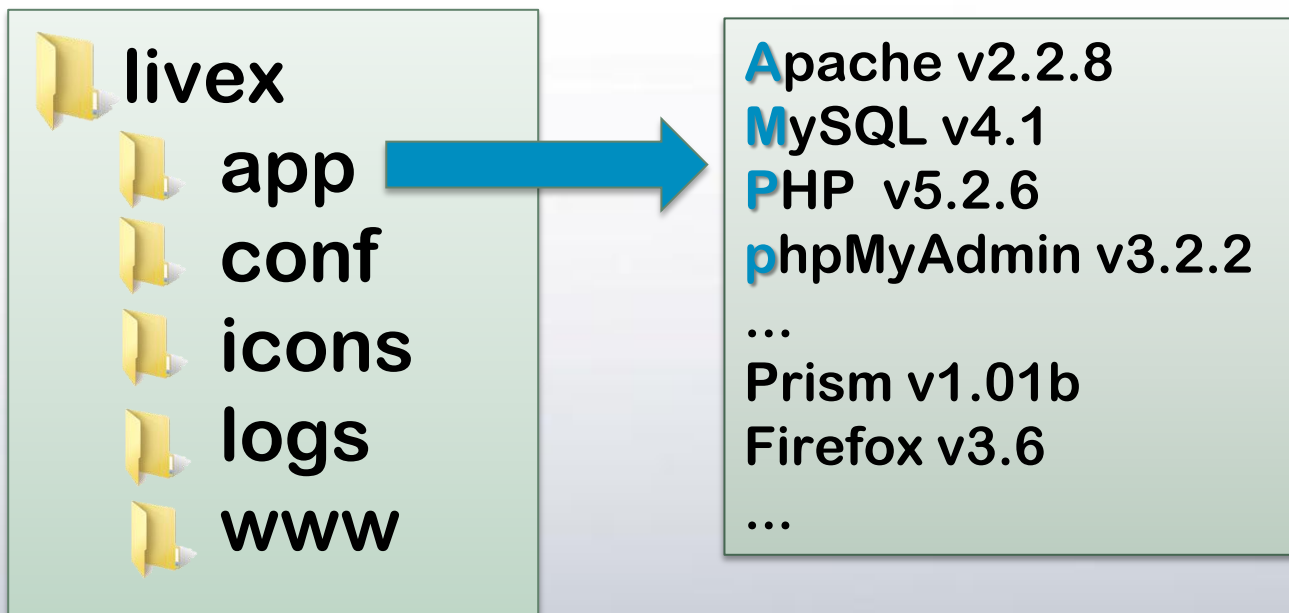 livex
app
conf
icons
logs
www
Apache v2.2.8
MySQL v4.1
PHP v5.2.6
phpMyAdmin v3.2.2
...
Prism v1.01b
Firefox v3.6
...